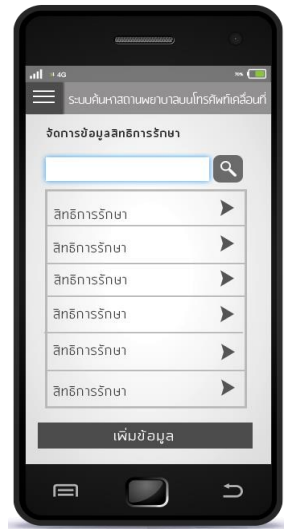 4G
ระบบค้นหาสถานพยาบาลบนโทรศัพท์เคลื่อนที่
จัดการข้อมูลสิทธิการรักษา
สิทธิการรักษา
สิทธิการรักษา
สิทธิการรักษา
สิทธิการรักษา
สิทธิการรักษา
สิทธิการรักษา
เพิ่มข้อมูล